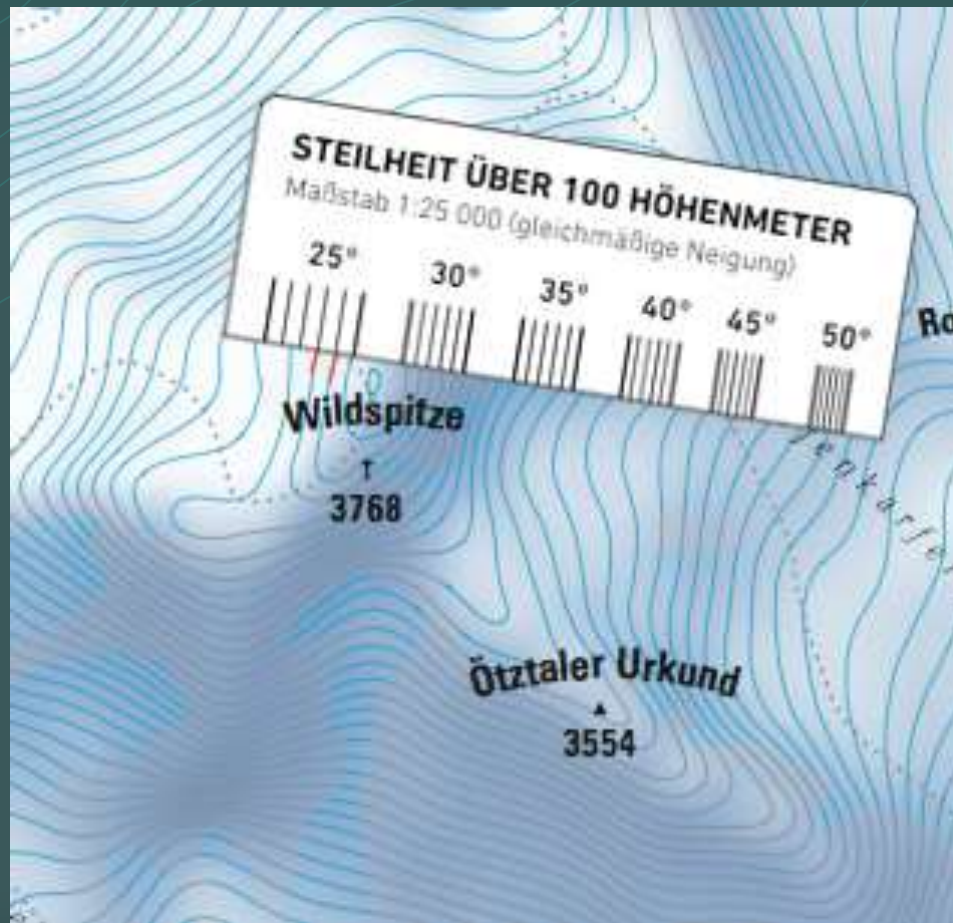 STEILHEIT ÜBER 100 HÖHENMETER
Maßstab 1:25 000 (gleichmäßige Neigung)
25° 30° 35° 40° 45° 50°
Wildspitze
3768
Ötztaler Urkund
3554